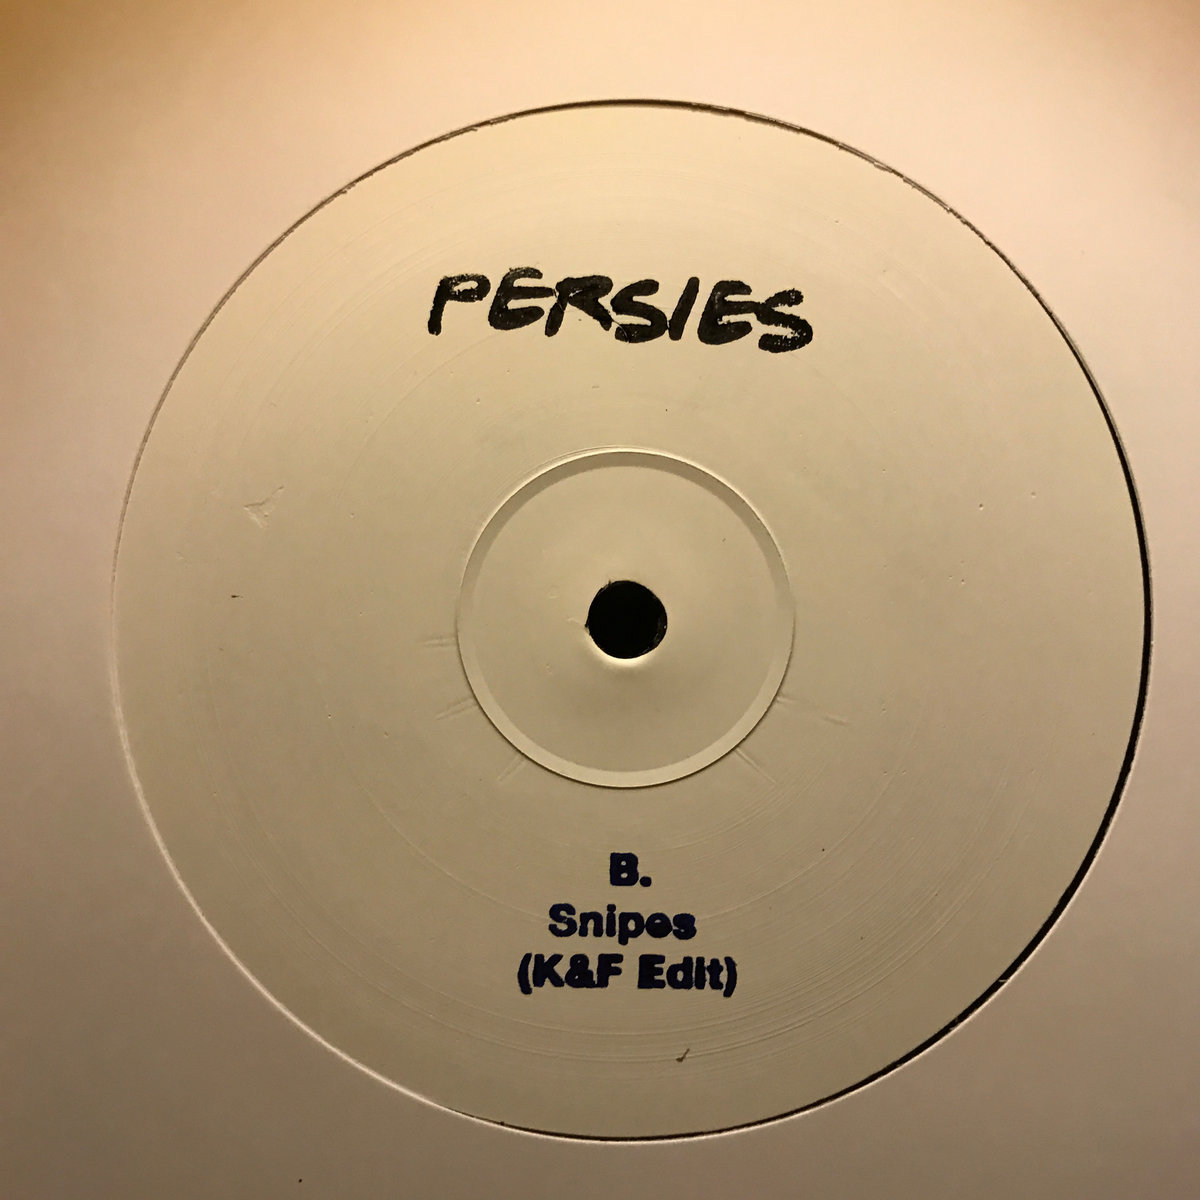 PERSIES
B.
Snipes
(K&F Edit)